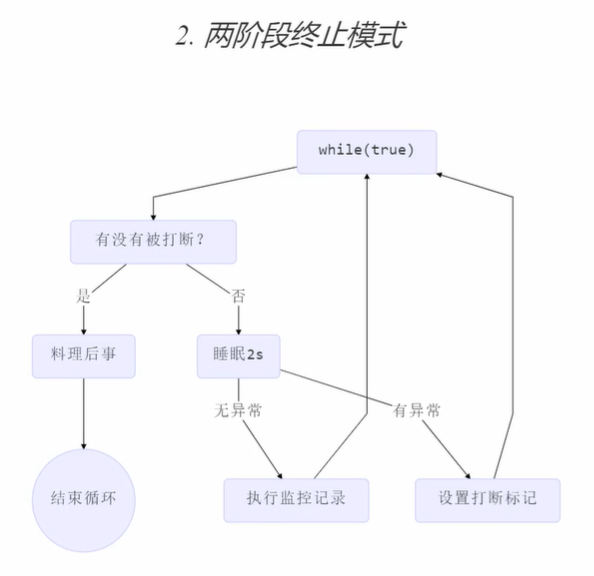 2. 两阶段终止模式
while(true)
有没有被打断？
是
否
料理后事
睡眠2s
无异常
有异常
结束循环
执行监控记录
设置打断标记